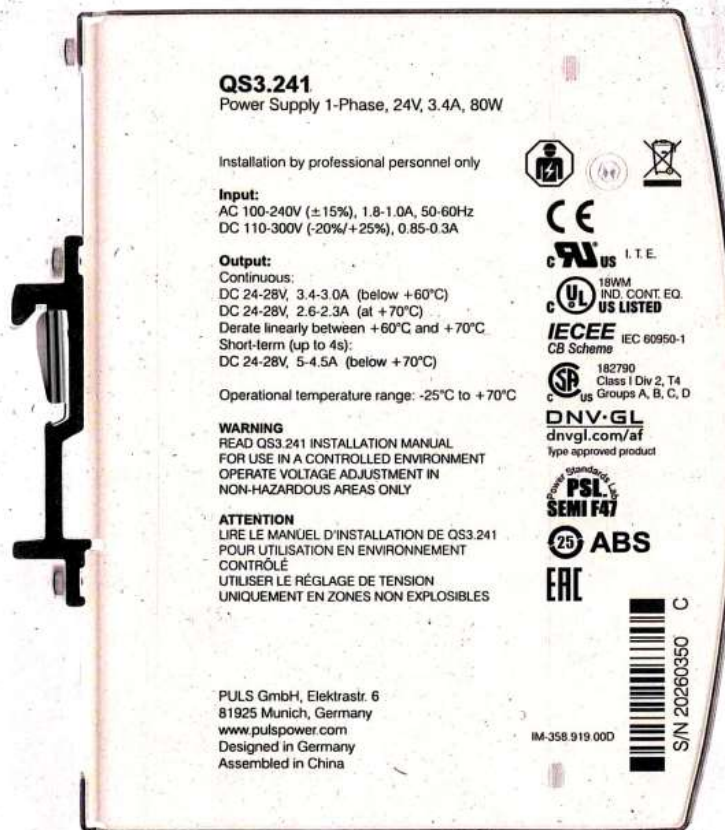 QS3.241
Power Supply 1-Phase, 24V, 3.4A, 80W
Installation by professional personnel only
Input:
AC 100-240V (±15%), 1.8-1.0A, 50-60Hz
DC 110-300V (-20%/+25%), 0.85-0.3A
Output:
Continuous:
DC 24-28V, 3.4-3.0A (below +60°C)
DC 24-28V, 2.6-2.3A (at +70°C)
Derate linearly between +60°C and +70°C
Short-term (up to 4s):
DC 24-28V, 5-4.5A (below +70°C)
Operational temperature range: -25°C to +70°C
WARNING
READ QS3.241 INSTALLATION MANUAL
FOR USE IN A CONTROLLED ENVIRONMENT
OPERATE VOLTAGE ADJUSTMENT IN
NON-HAZARDOUS AREAS ONLY
ATTENTION
LIRE LE MANUEL D'INSTALLATION DE QS3.241
POUR UTILISATION EN ENVIRONNEMENT
CONTRÔLÉ
UTILISER LE RÉGLAGE DE TENSION
UNIQUEMENT EN ZONES NON EXPLOSIBLES
PULS GmbH, Elektrastr. 6
81925 Munich, Germany
www.pulspower.com
Designed in Germany
Assembled in China
CE
c RU US I.T.E.
c UL 18WM
IND. CONT. EQ.
US LISTED
IECEE IEC 60950-1
CB Scheme
c SA US 182790
Class I Div 2, T4
Groups A, B, C, D
DNV·GL
dnvgl.com/af
Type approved product
Power Standards Lab
PSL
SEMI F47
25 ABS
EAC
IM-358.919.00D
S/N 20260350 C